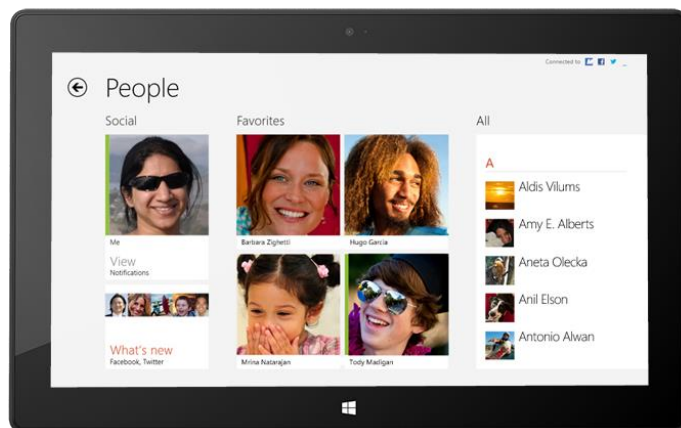 Connected to
People
Social
Favorites
All
Me
View
Notifications
What's new
Facebook, Twitter
Barbara Zighetti
Hugo Garcia
Mrina Natarajan
Tody Madigan
A
Aldis Vilums
Amy E. Alberts
Aneta Olecka
Anil Elson
Antonio Alwan